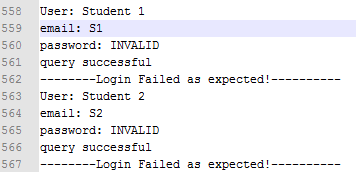 558 User: Student 1
559 email: S1
560 password: INVALID
561 query successful
562 --------Login Failed as expected!----------
563 User: Student 2
564 email: S2
565 password: INVALID
566 query successful
567 --------Login Failed as expected!----------